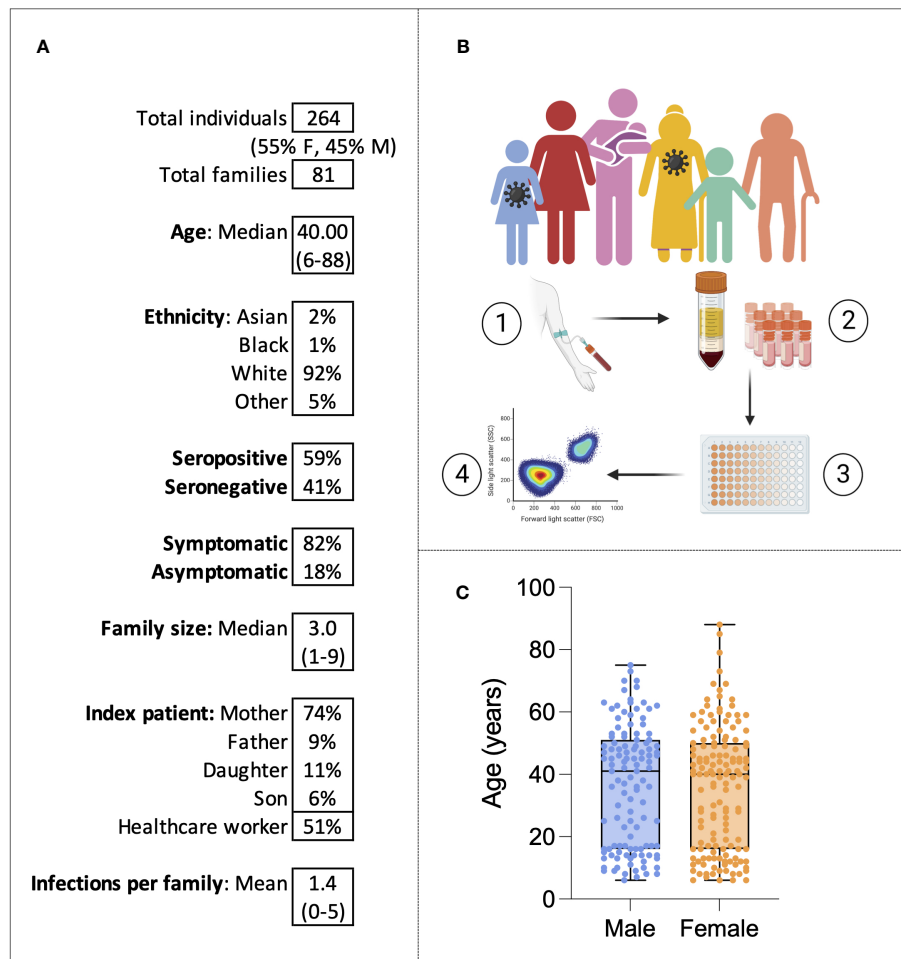 A
Total individuals 264
(55% F, 45% M)
Total families 81
Age: Median 40.00
(6-88)
Ethnicity: Asian 2%
Black 1%
White 92%
Other 5%
Seropositive 59%
Seronegative 41%
Symptomatic 82%
Asymptomatic 18%
Family size: Median 3.0
(1-9)
Index patient: Mother 74%
Father 9%
Daughter 11%
Son 6%
Healthcare worker 51%
Infections per family: Mean 1.4
(0-5)
B
1
2
3
4
Side light scatter (SSC)
800
600
400
200
0
0 200 400 600 800 1000
Forward light scatter (FSC)
C
Age (years)
100
80
60
40
20
0
Male Female